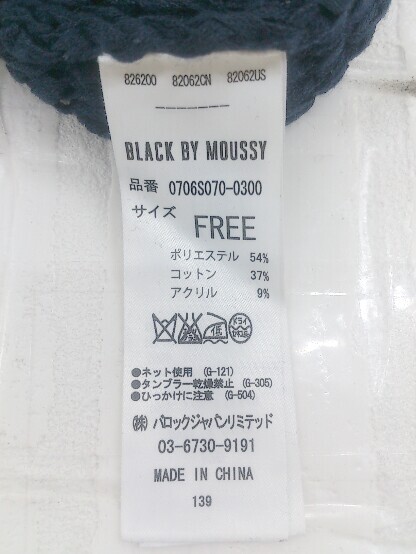 826200 82062CN 82062US
BLACK BY MOUSSY
品番 0706S070-0300
サイズ
FREE
ポリエステル 54%
コットン 37%
アクリル 9%
低 ドライ
●ネット使用 (G-121)
●タンブラー乾燥禁止 (G-305)
●ひっかけに注意 (G-504)
㈱バロックジャパンリミテッド
03-6730-9191
MADE IN CHINA
139